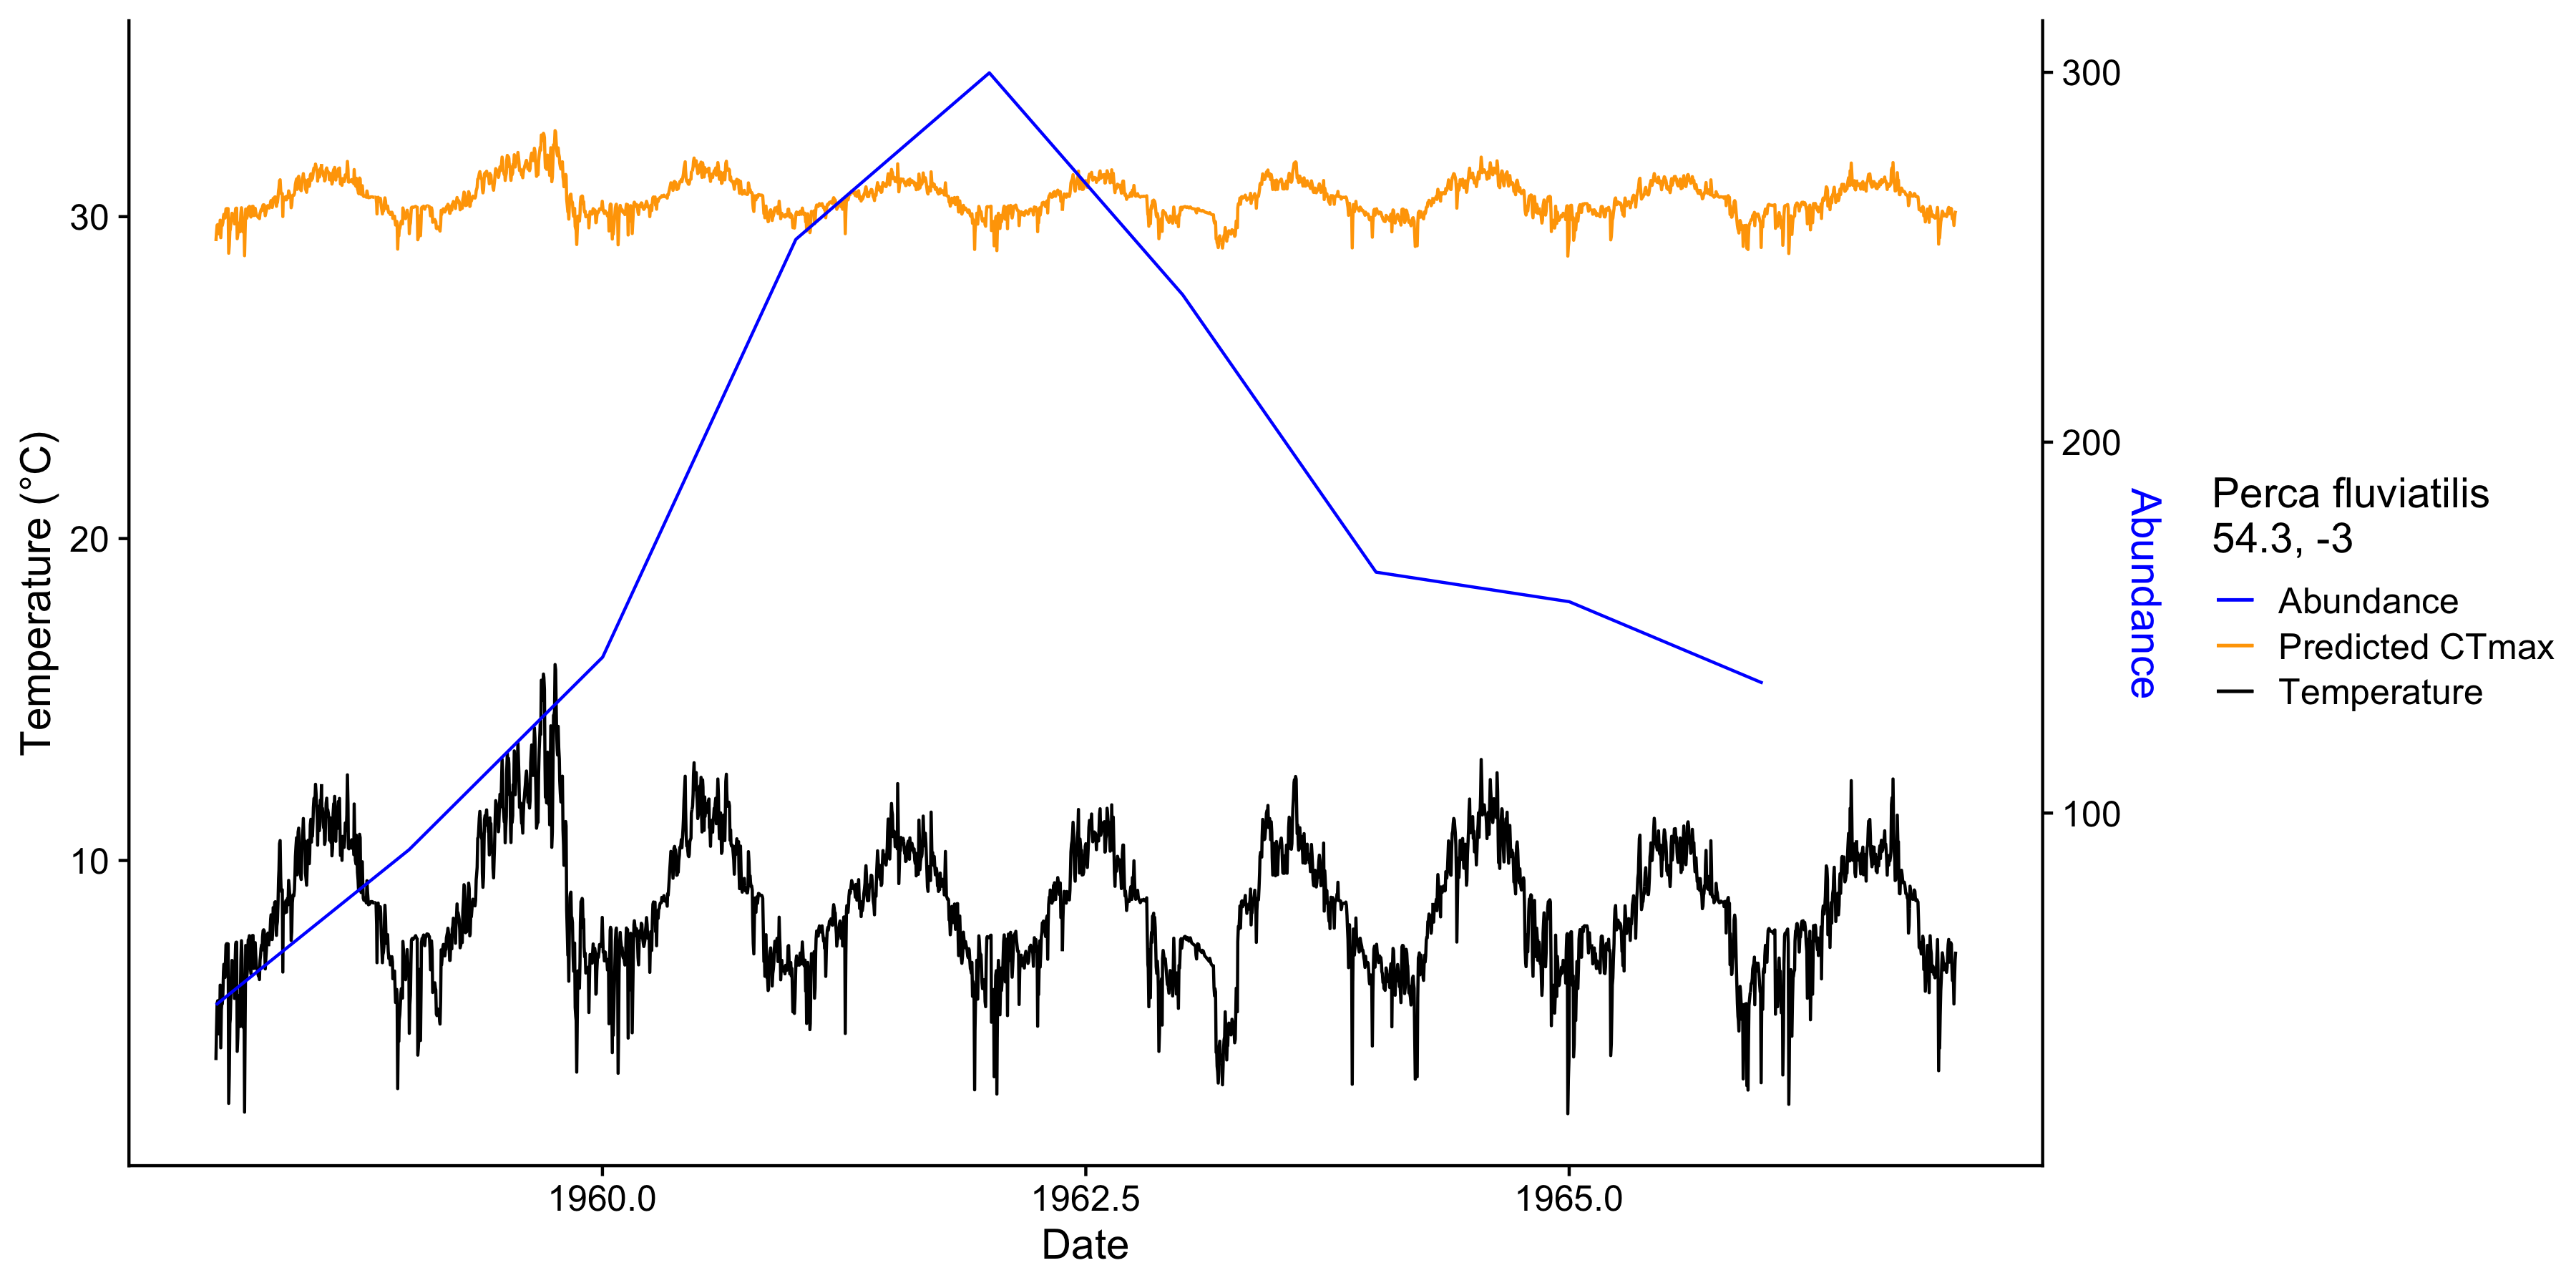 Temperature (°C)
30
20
10
1960.0
1962.5
1965.0
Date
300
200
100
Abundance
Perca fluviatilis
54.3, -3
Abundance
Predicted CTmax
Temperature